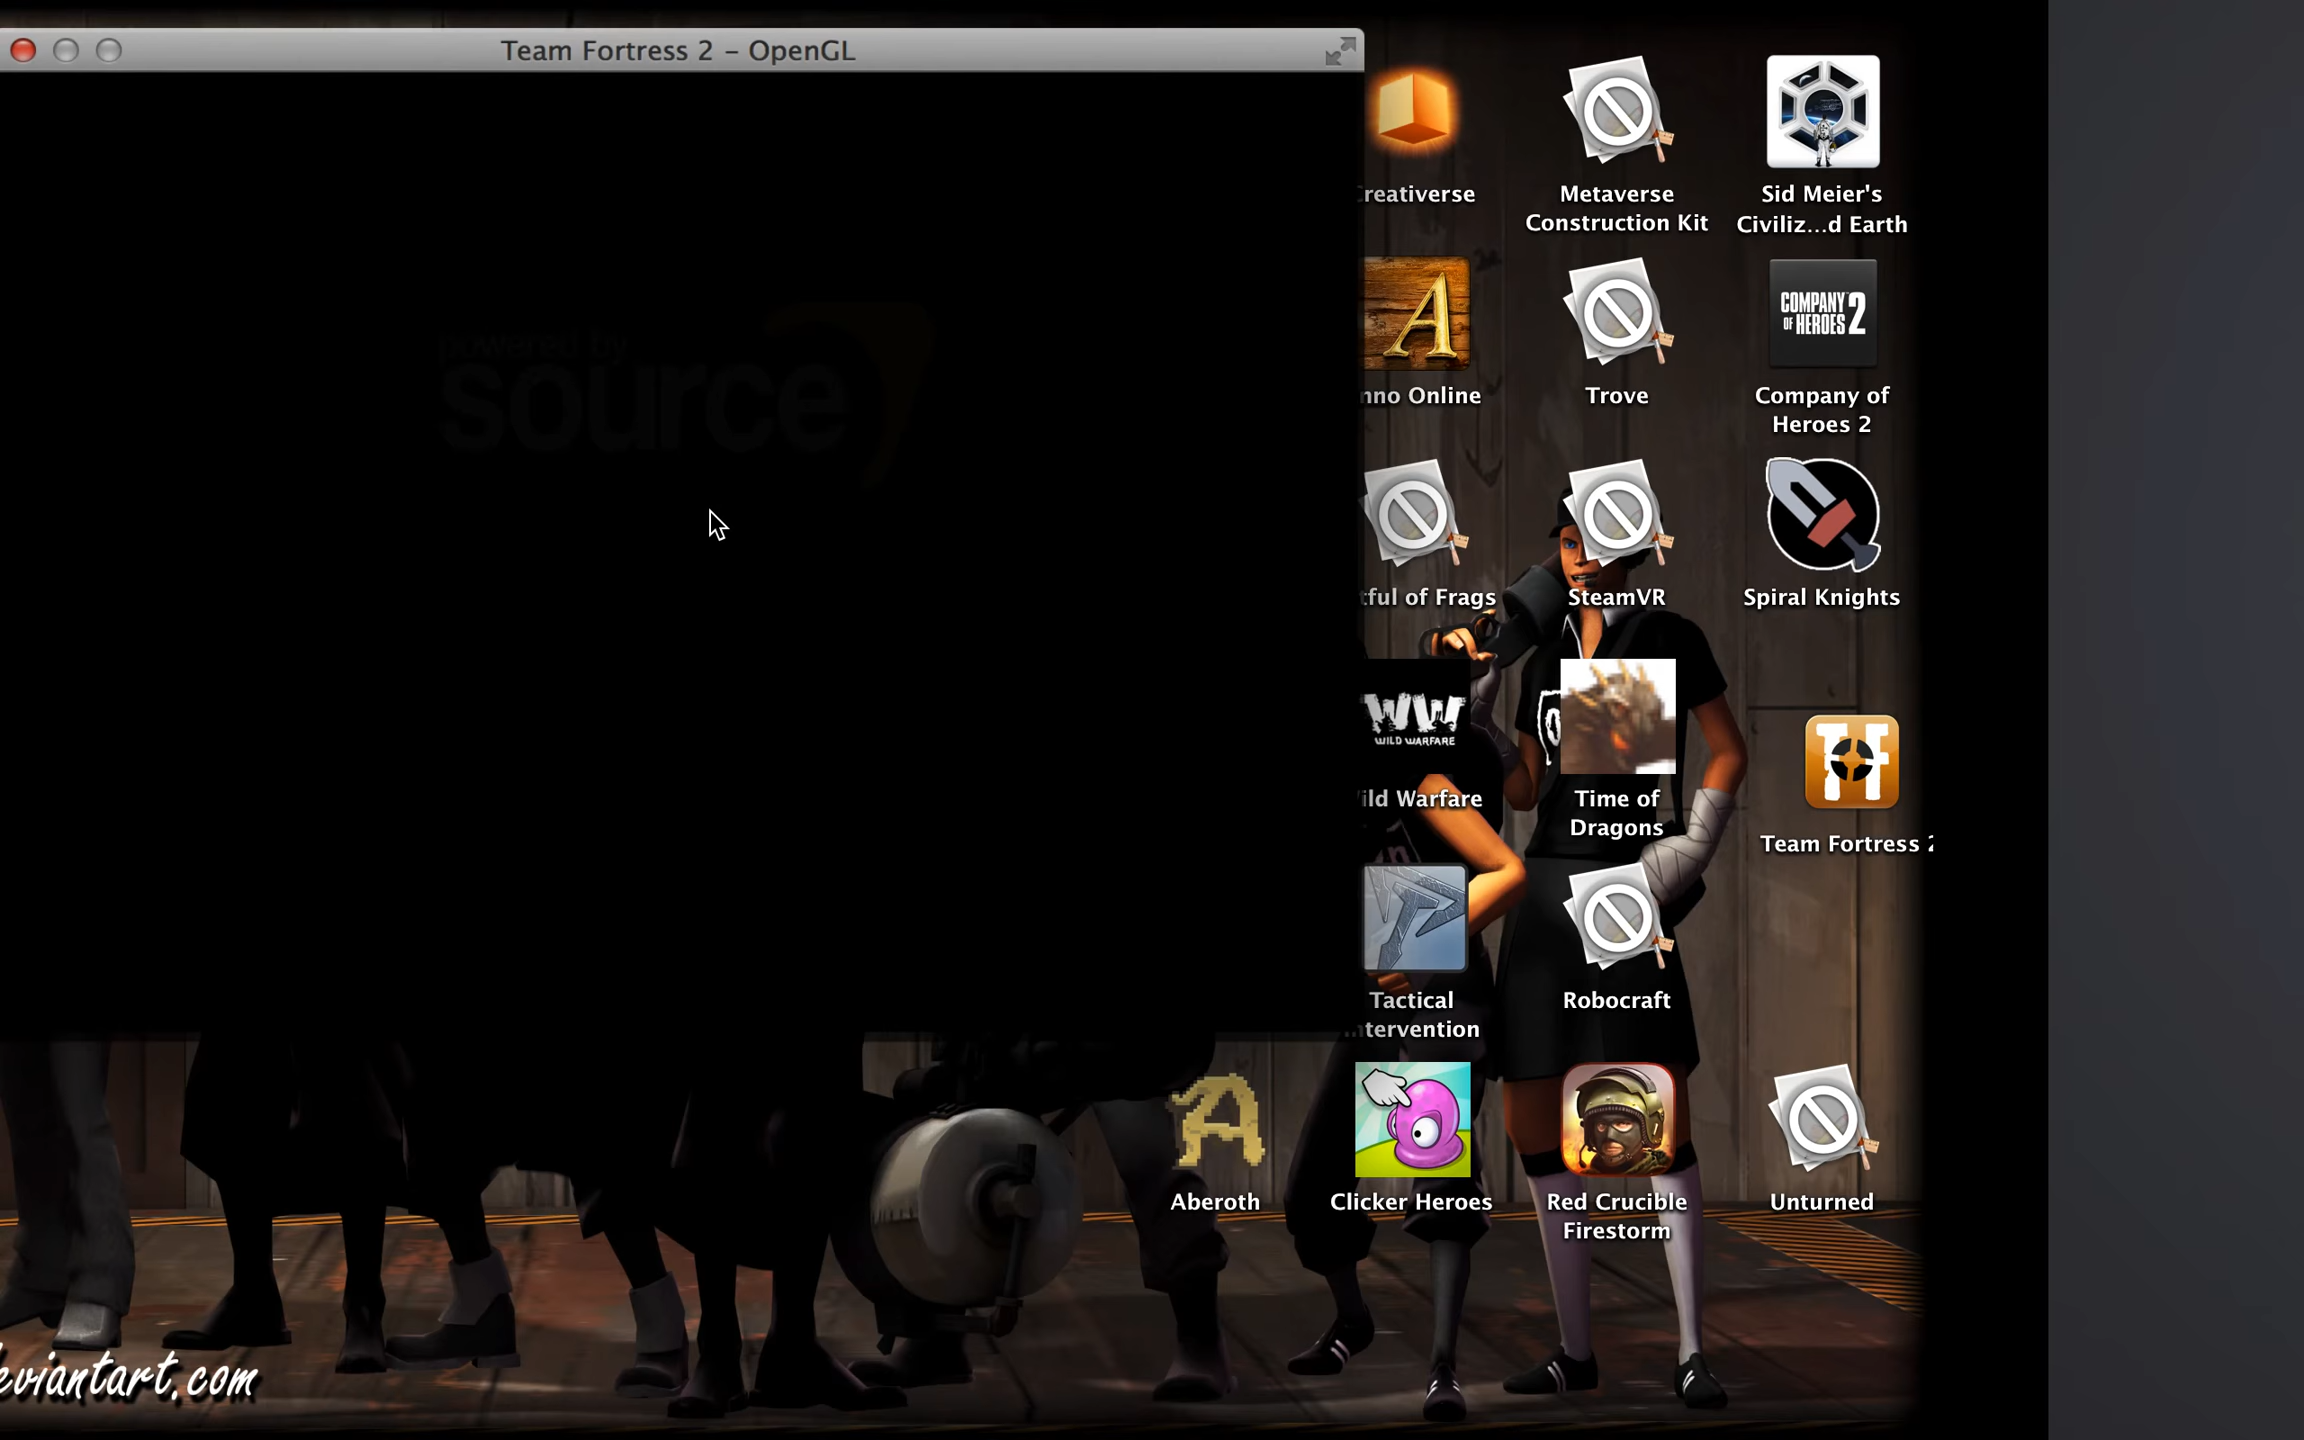 Team Fortress 2 – OpenGL
powered by
source
reativerse
Metaverse
Construction Kit
Sid Meier's
Civiliz...d Earth
A
nno Online
Trove
COMPANY
OF HEROES 2
Company of
Heroes 2
tful of Frags
SteamVR
Spiral Knights
WW
WILD WARFARE
ild Warfare
Time of
Dragons
Team Fortress 2
Tactical
ntervention
Robocraft
Aberoth
Clicker Heroes
Red Crucible
Firestorm
Unturned
eviantart.com